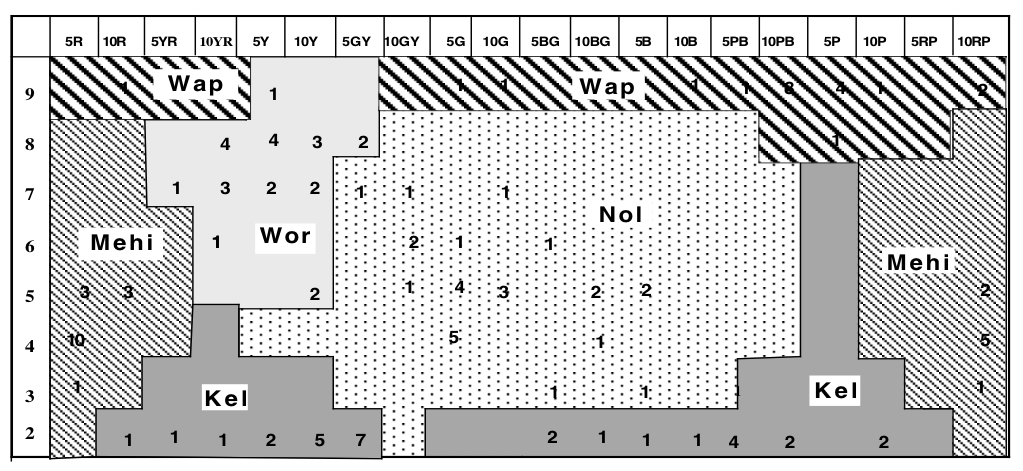 5R 10R 5YR 10YR 5Y 10Y 5GY 10GY 5G 10G 5BG 10BG 5B 10B 5PB 10PB 5P 10P 5RP 10RP
9 1 Wap 1 1 1 Wap 1 1 3 4 1 2
8 4 4 3 2 1
7 1 3 2 2 1 1 1
Nol
6 Mehi 1 Wor 2 1 1
Mehi
5 3 3 2 1 4 3 2 2 2
4 10 5 1 5
3 1 Kel 1 1 1 Kel 1
2 1 1 1 2 5 7 2 1 1 1 4 2 2